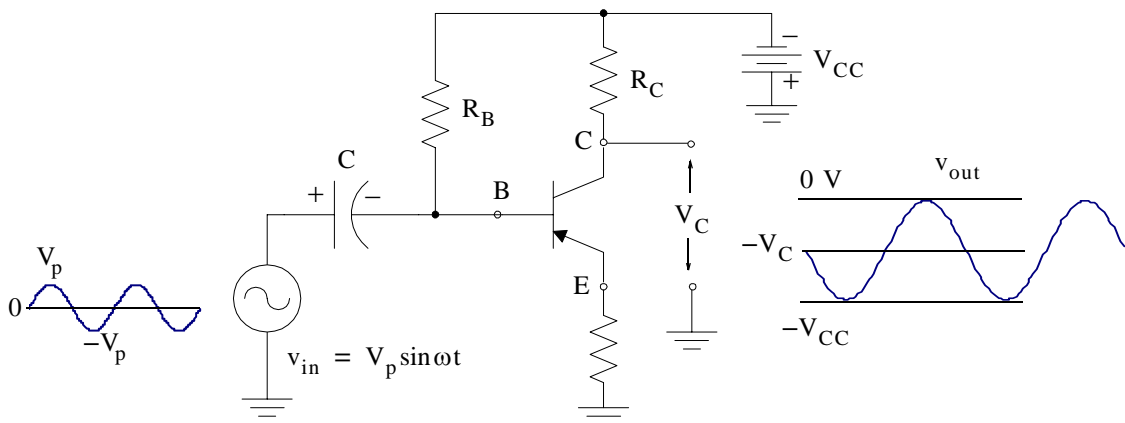 −
V_CC
+
R_C
R_B
C
C
+ −
B
V_C
E
V_p
0
−V_p
v_in = V_p sin ωt
0 V v_out
−V_C
−V_CC